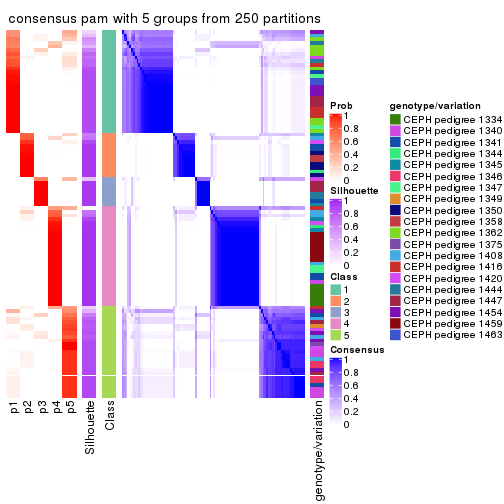 consensus pam with 5 groups from 250 partitions
Prob
1
0.8
0.6
0.4
0.2
0
Silhouette
1
0.8
0.6
0.4
0.2
0
Class
1
2
3
4
5
Consensus
1
0.8
0.6
0.4
0.2
0
genotype/variation
CEPH pedigree 1334
CEPH pedigree 1340
CEPH pedigree 1341
CEPH pedigree 1344
CEPH pedigree 1345
CEPH pedigree 1346
CEPH pedigree 1347
CEPH pedigree 1349
CEPH pedigree 1350
CEPH pedigree 1358
CEPH pedigree 1362
CEPH pedigree 1375
CEPH pedigree 1408
CEPH pedigree 1416
CEPH pedigree 1420
CEPH pedigree 1444
CEPH pedigree 1447
CEPH pedigree 1454
CEPH pedigree 1459
CEPH pedigree 1463
p1
p2
p3
p4
p5
Silhouette
Class
genotype/variation